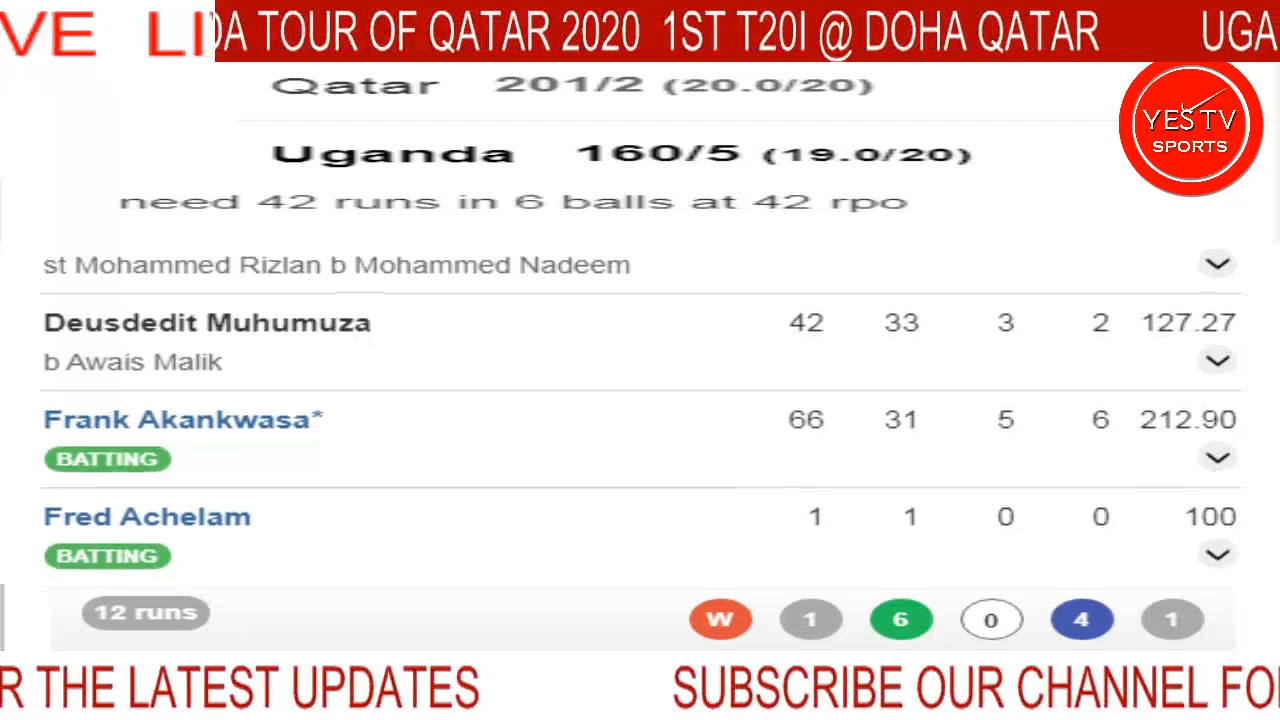 VE LI
DA TOUR OF QATAR 2020 1ST T20I @ DOHA QATAR UGA
Qatar 201/2 (20.0/20)
YES TV
SPORTS
Uganda 160/5 (19.0/20)
need 42 runs in 6 balls at 42 rpo
st Mohammed Rizlan b Mohammed Nadeem
Deusdedit Muhumuza 42 33 3 2 127.27
b Awais Malik
Frank Akankwasa* 66 31 5 6 212.90
BATTING
Fred Achelam 1 1 0 0 100
BATTING
12 runs W 1 6 0 4 1
R THE LATEST UPDATES SUBSCRIBE OUR CHANNEL FO